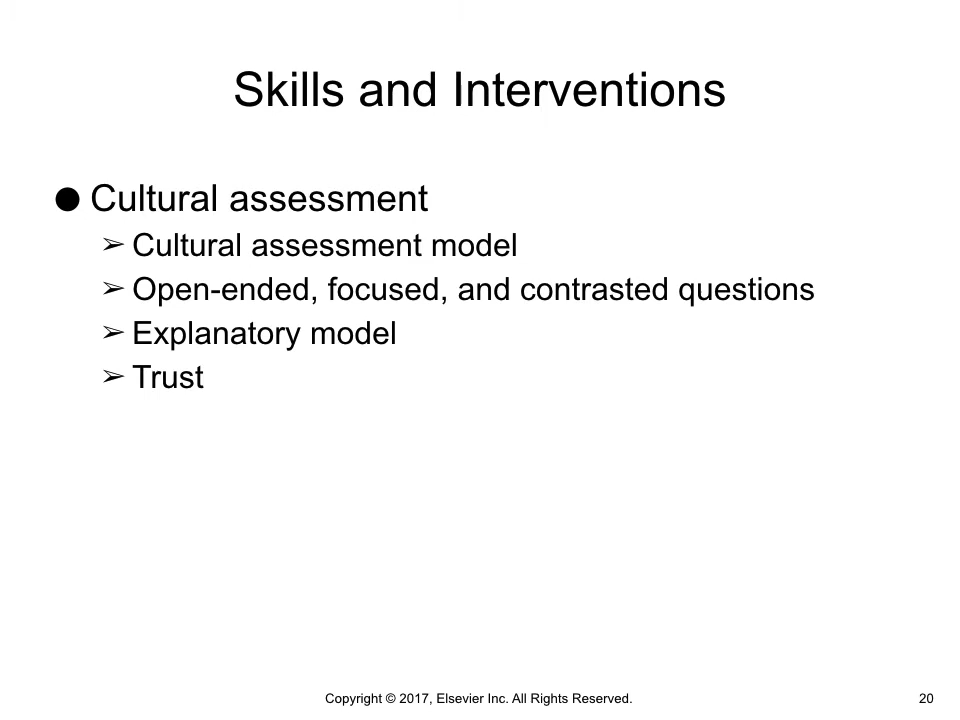 Skills and Interventions
● Cultural assessment
➢ Cultural assessment model
➢ Open-ended, focused, and contrasted questions
➢ Explanatory model
➢ Trust
Copyright © 2017, Elsevier Inc. All Rights Reserved.
20